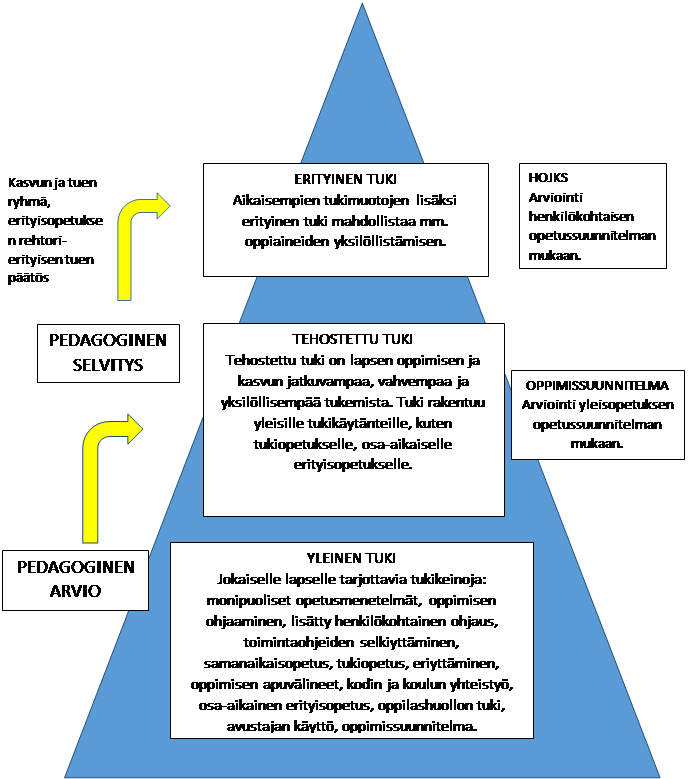 ERITYINEN TUKI
Aikaisempien tukimuotojen lisäksi
erityinen tuki mahdollistaa mm.
oppiaineiden yksilöllistämisen.
Kasvun ja tuen
ryhmä,
erityisopetukse
n rehtori-
erityisen tuen
päätös
HOJKS
Arviointi
henkilökohtaisen
opetussuunnitelman
mukaan.
PEDAGOGINEN
SELVITYS
TEHOSTETTU TUKI
Tehostettu tuki on lapsen oppimisen ja
kasvun jatkuvampaa, vahvempaa ja
yksilöllisempää tukemista. Tuki rakentuu
yleisille tukikäytänteille, kuten
tukiopetukselle, osa-aikaiselle
erityisopetukselle.
OPPIMISSUUNNITELMA
Arviointi yleisopetuksen
opetussuunnitelman
mukaan.
PEDAGOGINEN
ARVIO
YLEINEN TUKI
Jokaiselle lapselle tarjottavia tukikeinoja:
monipuoliset opetusmenetelmät, oppimisen
ohjaaminen, lisätty henkilökohtainen ohjaus,
toimintaohjeiden selkiyttäminen,
samanaikaisopetus, tukiopetus, eriyttäminen,
oppimisen apuvälineet, kodin ja koulun yhteistyö,
osa-aikainen erityisopetus, oppilashuollon tuki,
avustajan käyttö, oppimissuunnitelma.